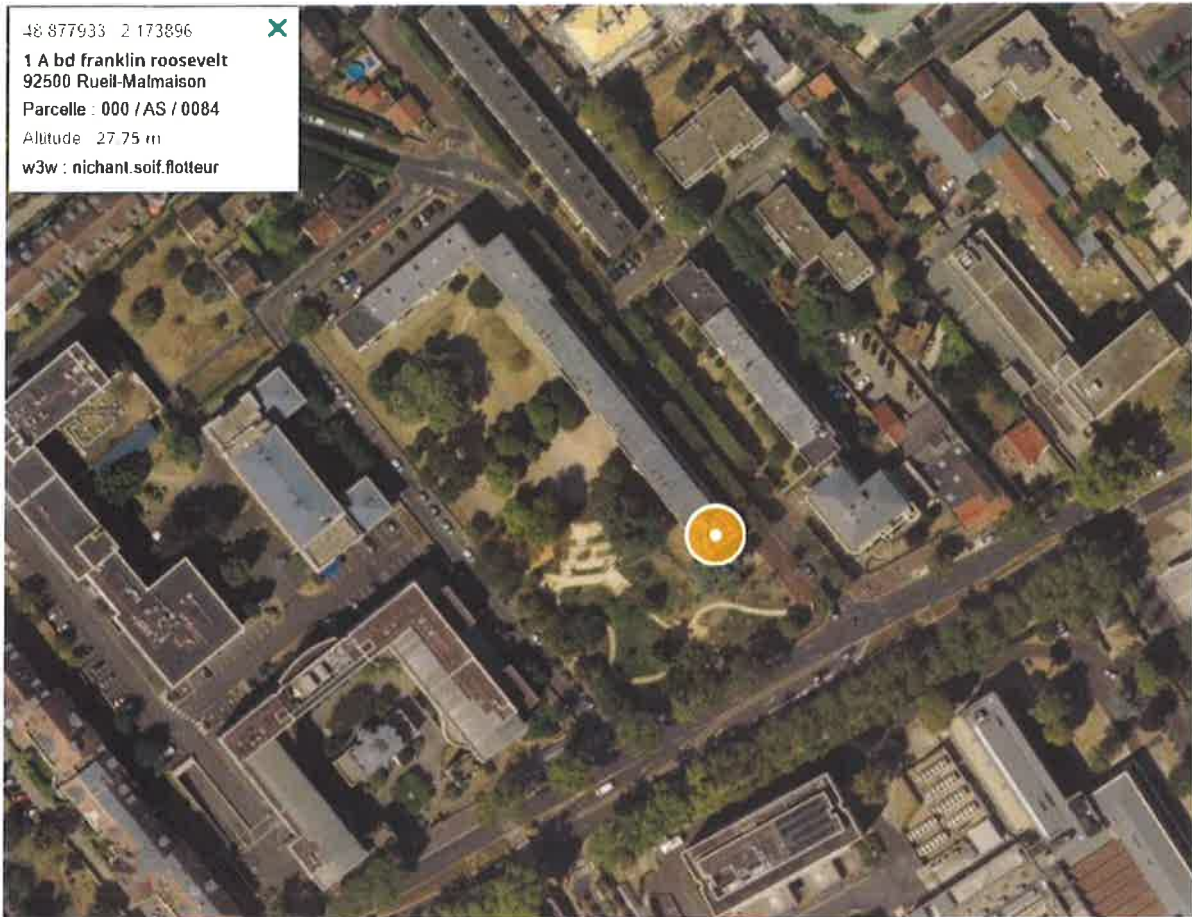 48.877933 2.173896
1 A bd franklin roosevelt
92500 Rueil-Malmaison
Parcelle : 000 / AS / 0084
Altitude 27.75 m
w3w : nichant.soif.flotteur